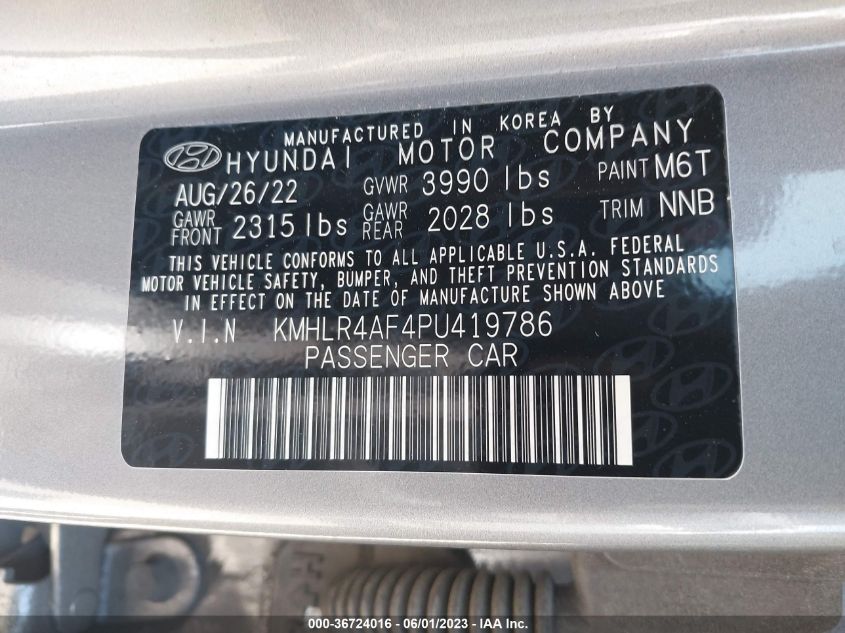 MANUFACTURED IN KOREA BY
HYUNDAI MOTOR COMPANY
AUG/26/22 GVWR 3990 lbs PAINT M6T
GAWR FRONT 2315 lbs GAWR REAR 2028 lbs TRIM NNB
THIS VEHICLE CONFORMS TO ALL APPLICABLE U.S.A. FEDERAL
MOTOR VEHICLE SAFETY, BUMPER, AND THEFT PREVENTION STANDARDS
IN EFFECT ON THE DATE OF MANUFACTURE SHOWN ABOVE
V.I.N KMHLR4AF4PU419786
PASSENGER CAR
000-36724016 - 06/01/2023 - IAA Inc.